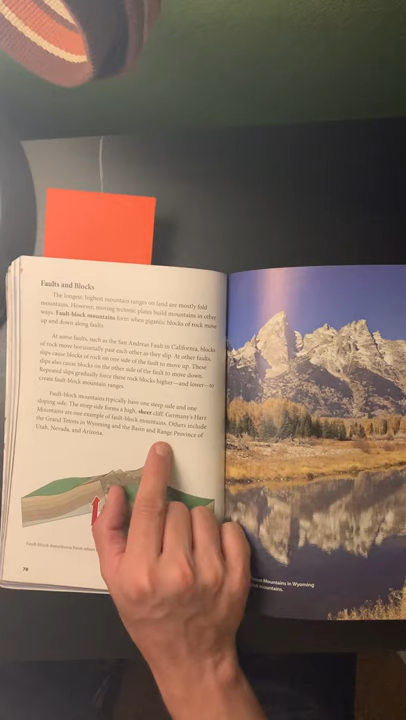 Faults and Blocks
The longest, highest mountain ranges on land are mostly fold
mountains. However, moving tectonic plates build mountains in other
ways. Fault-block mountains form when gigantic blocks of rock move
up and down along faults.
At some faults, such as the San Andreas Fault in California, blocks
of rock move horizontally past each other as they slip. At other faults,
slips cause blocks of rock on one side of the fault to move up. These
slips also cause blocks on the other side of the fault to move down.
Repeated slips gradually force these rock blocks higher—and lower—to
create fault-block mountain ranges.
Fault-block mountains typically have one steep side and one
sloping side. The steep side forms a high, sheer cliff. Germany's Harz
Mountains are one example of fault-block mountains. Others include
the Grand Tetons in Wyoming and the Basin and Range Province of
Utah, Nevada, and Arizona.
Fault-block mountains form when
78
Teton Mountains in Wyoming
mountains.